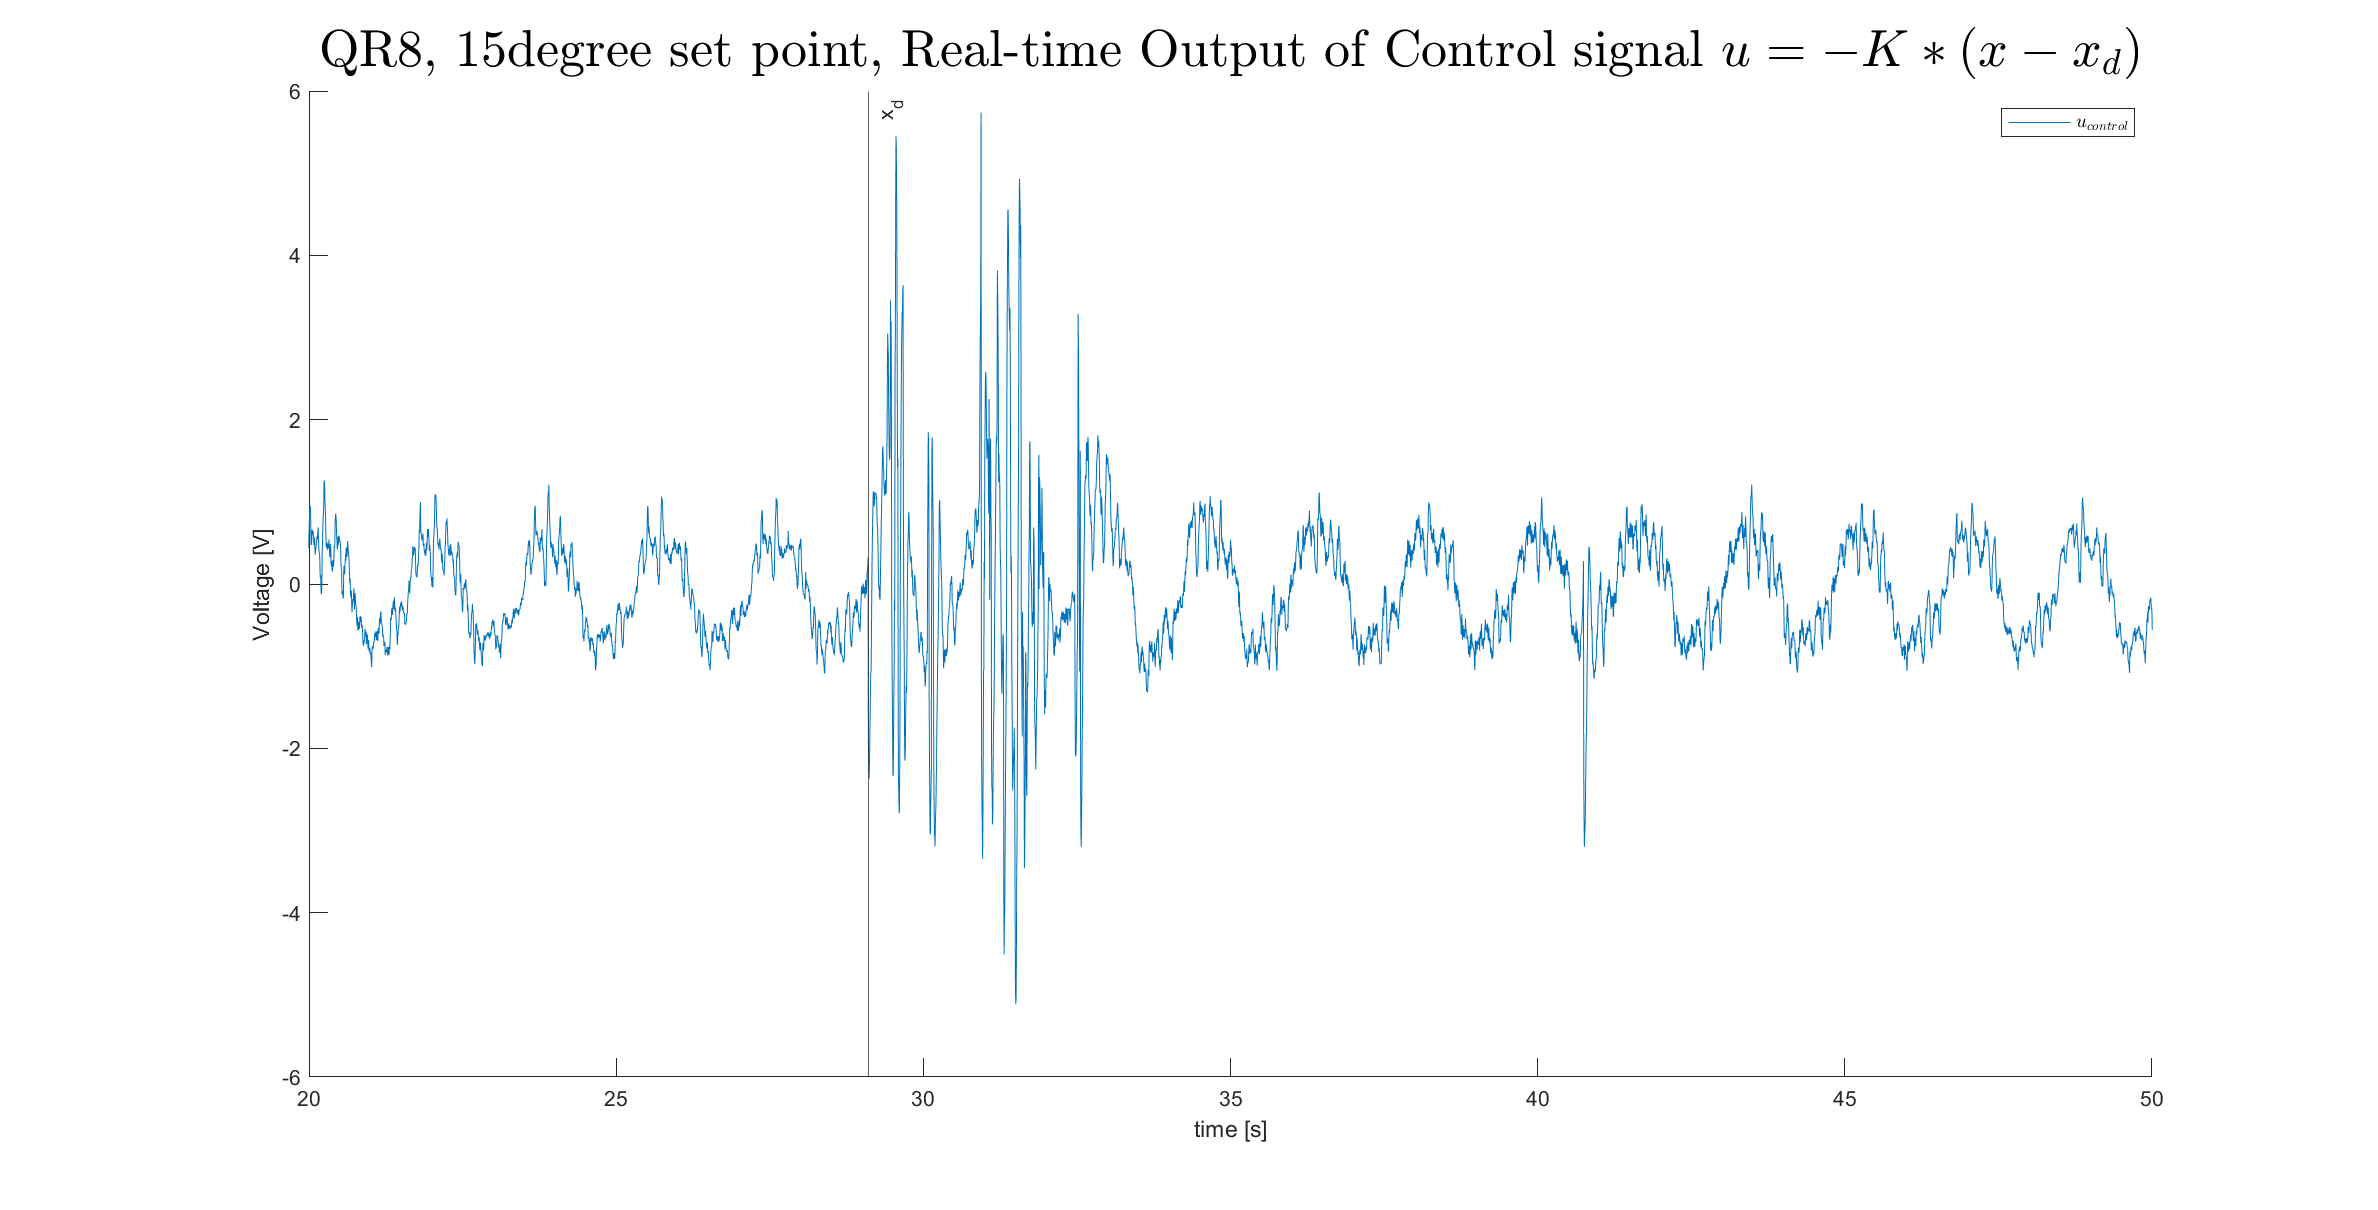 QR8, 15degree set point, Real-time Output of Control signal u = −K ∗ (x − x_d)
x_d
u_control
6
4
2
0
-2
-4
-6
Voltage [V]
20 25 30 35 40 45 50
time [s]